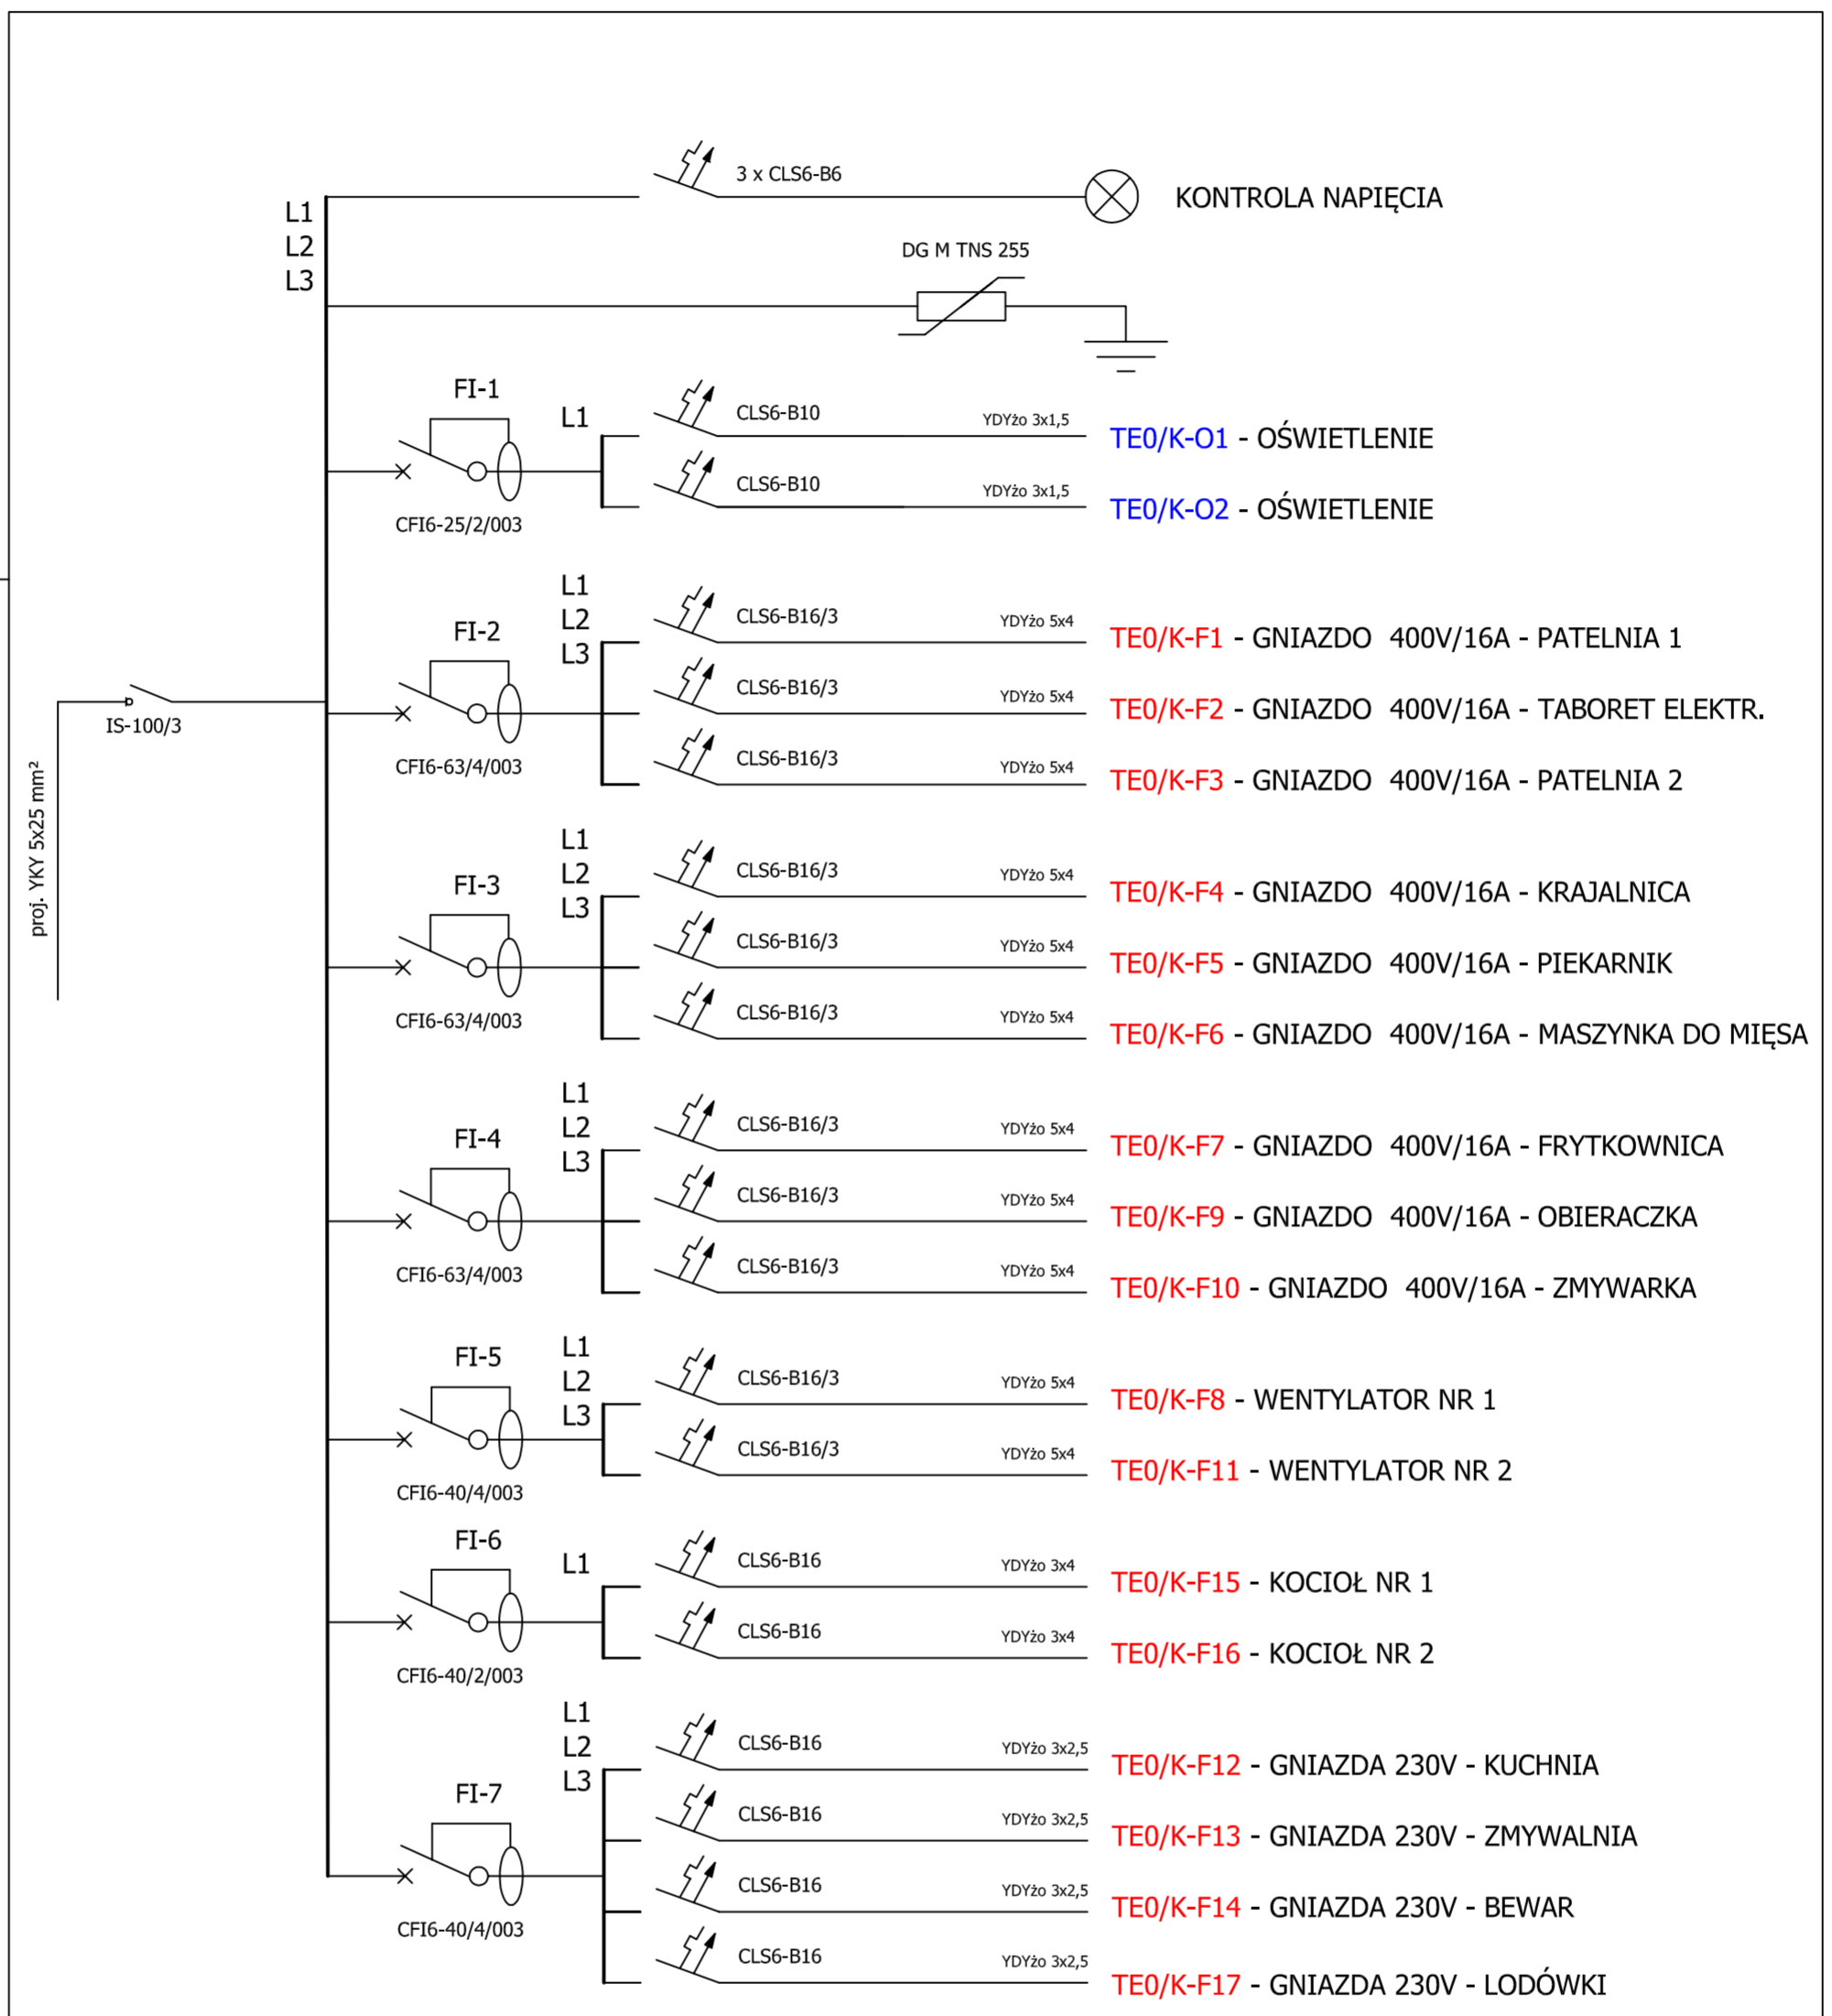 3 x CLS6-B6
KONTROLA NAPIĘCIA
L1
L2
L3
DG M TNS 255
FI-1
L1
CLS6-B10
YDYżo 3x1,5
TE0/K-O1 - OŚWIETLENIE
CLS6-B10
YDYżo 3x1,5
TE0/K-O2 - OŚWIETLENIE
CFI6-25/2/003
IS-100/3
proj. YKY 5x25 mm²
FI-2
L1
L2
L3
CLS6-B16/3
YDYżo 5x4
TE0/K-F1 - GNIAZDO 400V/16A - PATELNIA 1
CLS6-B16/3
YDYżo 5x4
TE0/K-F2 - GNIAZDO 400V/16A - TABORET ELEKTR.
CLS6-B16/3
YDYżo 5x4
TE0/K-F3 - GNIAZDO 400V/16A - PATELNIA 2
CFI6-63/4/003
FI-3
L1
L2
L3
CLS6-B16/3
YDYżo 5x4
TE0/K-F4 - GNIAZDO 400V/16A - KRAJALNICA
CLS6-B16/3
YDYżo 5x4
TE0/K-F5 - GNIAZDO 400V/16A - PIEKARNIK
CLS6-B16/3
YDYżo 5x4
TE0/K-F6 - GNIAZDO 400V/16A - MASZYNKA DO MIĘSA
CFI6-63/4/003
FI-4
L1
L2
L3
CLS6-B16/3
YDYżo 5x4
TE0/K-F7 - GNIAZDO 400V/16A - FRYTKOWNICA
CLS6-B16/3
YDYżo 5x4
TE0/K-F9 - GNIAZDO 400V/16A - OBIERACZKA
CLS6-B16/3
YDYżo 5x4
TE0/K-F10 - GNIAZDO 400V/16A - ZMYWARKA
CFI6-63/4/003
FI-5
L1
L2
L3
CLS6-B16/3
YDYżo 5x4
TE0/K-F8 - WENTYLATOR NR 1
CLS6-B16/3
YDYżo 5x4
TE0/K-F11 - WENTYLATOR NR 2
CFI6-40/4/003
FI-6
L1
CLS6-B16
YDYżo 3x4
TE0/K-F15 - KOCIOŁ NR 1
CLS6-B16
YDYżo 3x4
TE0/K-F16 - KOCIOŁ NR 2
CFI6-40/2/003
FI-7
L1
L2
L3
CLS6-B16
YDYżo 3x2,5
TE0/K-F12 - GNIAZDA 230V - KUCHNIA
CLS6-B16
YDYżo 3x2,5
TE0/K-F13 - GNIAZDA 230V - ZMYWALNIA
CLS6-B16
YDYżo 3x2,5
TE0/K-F14 - GNIAZDA 230V - BEWAR
CLS6-B16
YDYżo 3x2,5
TE0/K-F17 - GNIAZDA 230V - LODÓWKI
CFI6-40/4/003